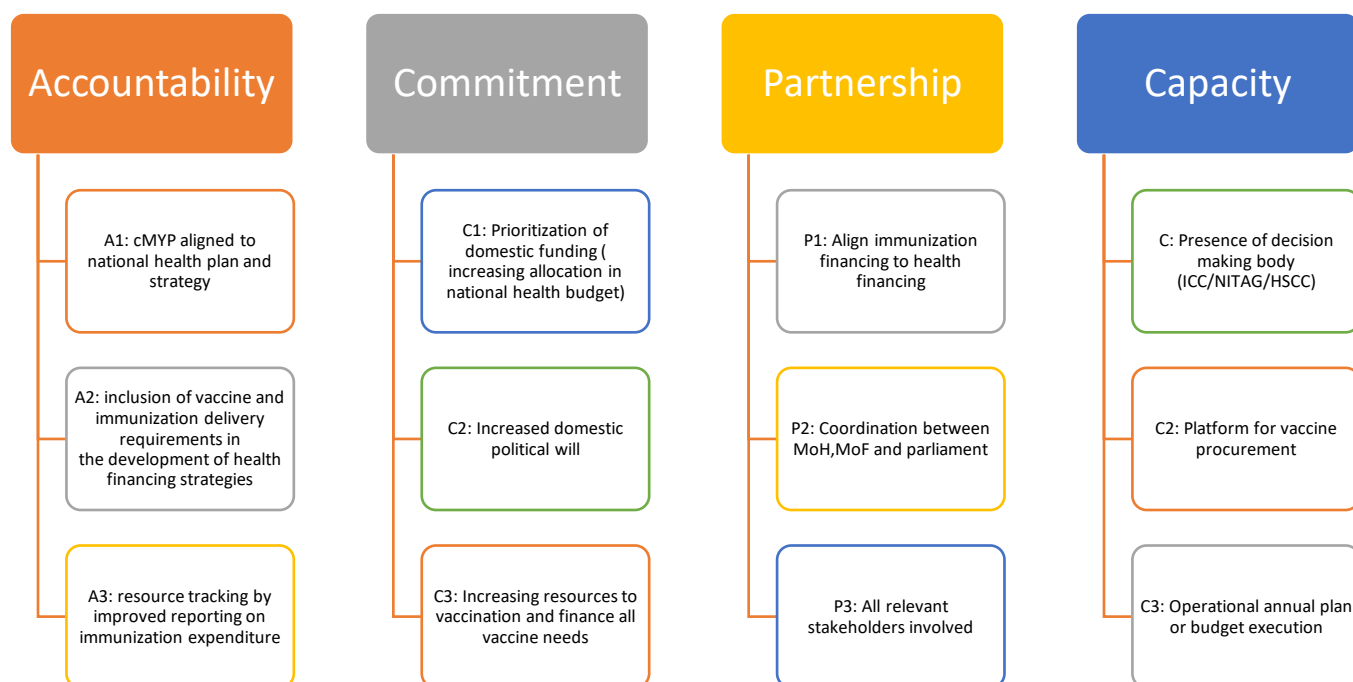 Accountability
A1: cMYP aligned to
national health plan and
strategy
A2: inclusion of vaccine and
immunization delivery
requirements in
the development of health
financing strategies
A3: resource tracking by
improved reporting on
immunization expenditure
Commitment
C1: Prioritization of
domestic funding (
increasing allocation in
national health budget)
C2: Increased domestic
political will
C3: Increasing resources to
vaccination and finance all
vaccine needs
Partnership
P1: Align immunization
financing to health
financing
P2: Coordination between
MoH,MoF and parliament
P3: All relevant
stakeholders involved
Capacity
C: Presence of decision
making body
(ICC/NITAG/HSCC)
C2: Platform for vaccine
procurement
C3: Operational annual plan
or budget execution